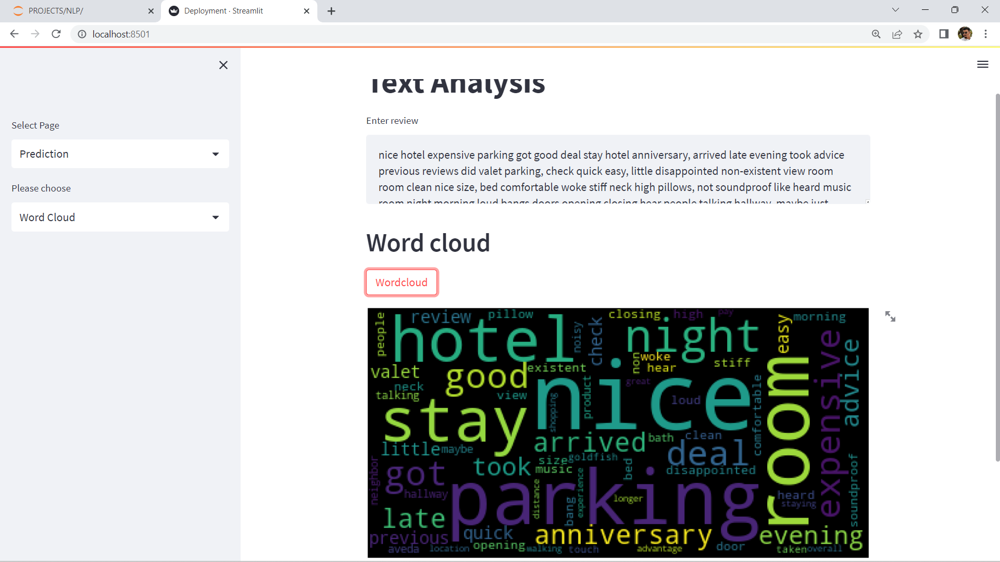 PROJECTS/NLP/
Deployment · Streamlit
localhost:8501
Select Page
Prediction
Please choose
Word Cloud
Text Analysis
Enter review
nice hotel expensive parking got good deal stay hotel anniversary, arrived late evening took advice
previous reviews did valet parking, check quick easy, little disappointed non-existent view room
room clean nice size, bed comfortable woke stiff neck high pillows, not soundproof like heard music
room night morning loud bangs doors opening closing hear people talking hallway, maybe just
Word cloud
Wordcloud
people
review
pillow
closing
high
pay
morning
hotel
noisy
check
night
easy
valet
good
existent
non
woke
hear
stiff
room
expensive
advice
neck
talking
view
nice
shopping
product
great
loud
comfortable
stay
little
maybe
arrived
bath
clean
deal
took
size
goldfish
music
bed
disappointed
neighbor
got
hallway
parking
distance
experience
bang
longer
heard
staying
soundproof
late
previous
quick
anniversary
evening
aveda
location
opening
walking
touch
advantage
door
taken
overall